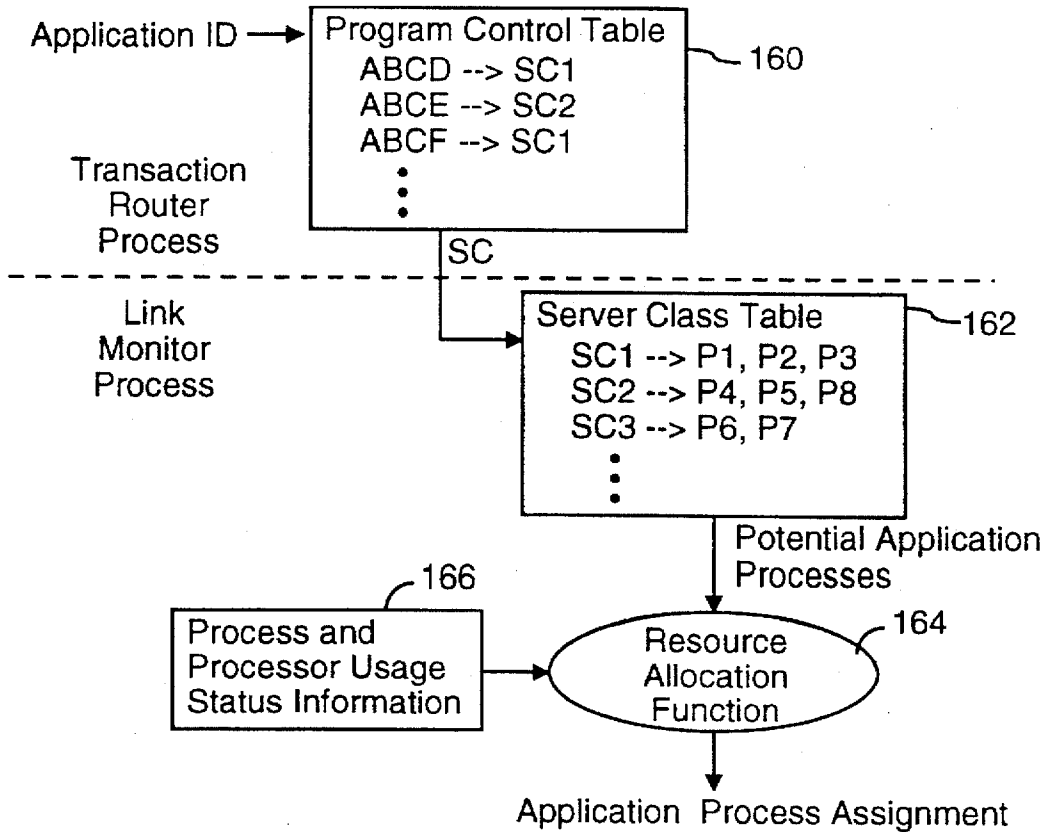 Application ID
Program Control Table
160
ABCD --> SC1
ABCE --> SC2
ABCF --> SC1
Transaction
Router
Process
SC
Link
Monitor
Process
Server Class Table
162
SC1 --> P1, P2, P3
SC2 --> P4, P5, P8
SC3 --> P6, P7
Potential Application
Processes
166
Process and
Processor Usage
Status Information
164
Resource
Allocation
Function
Application Process Assignment